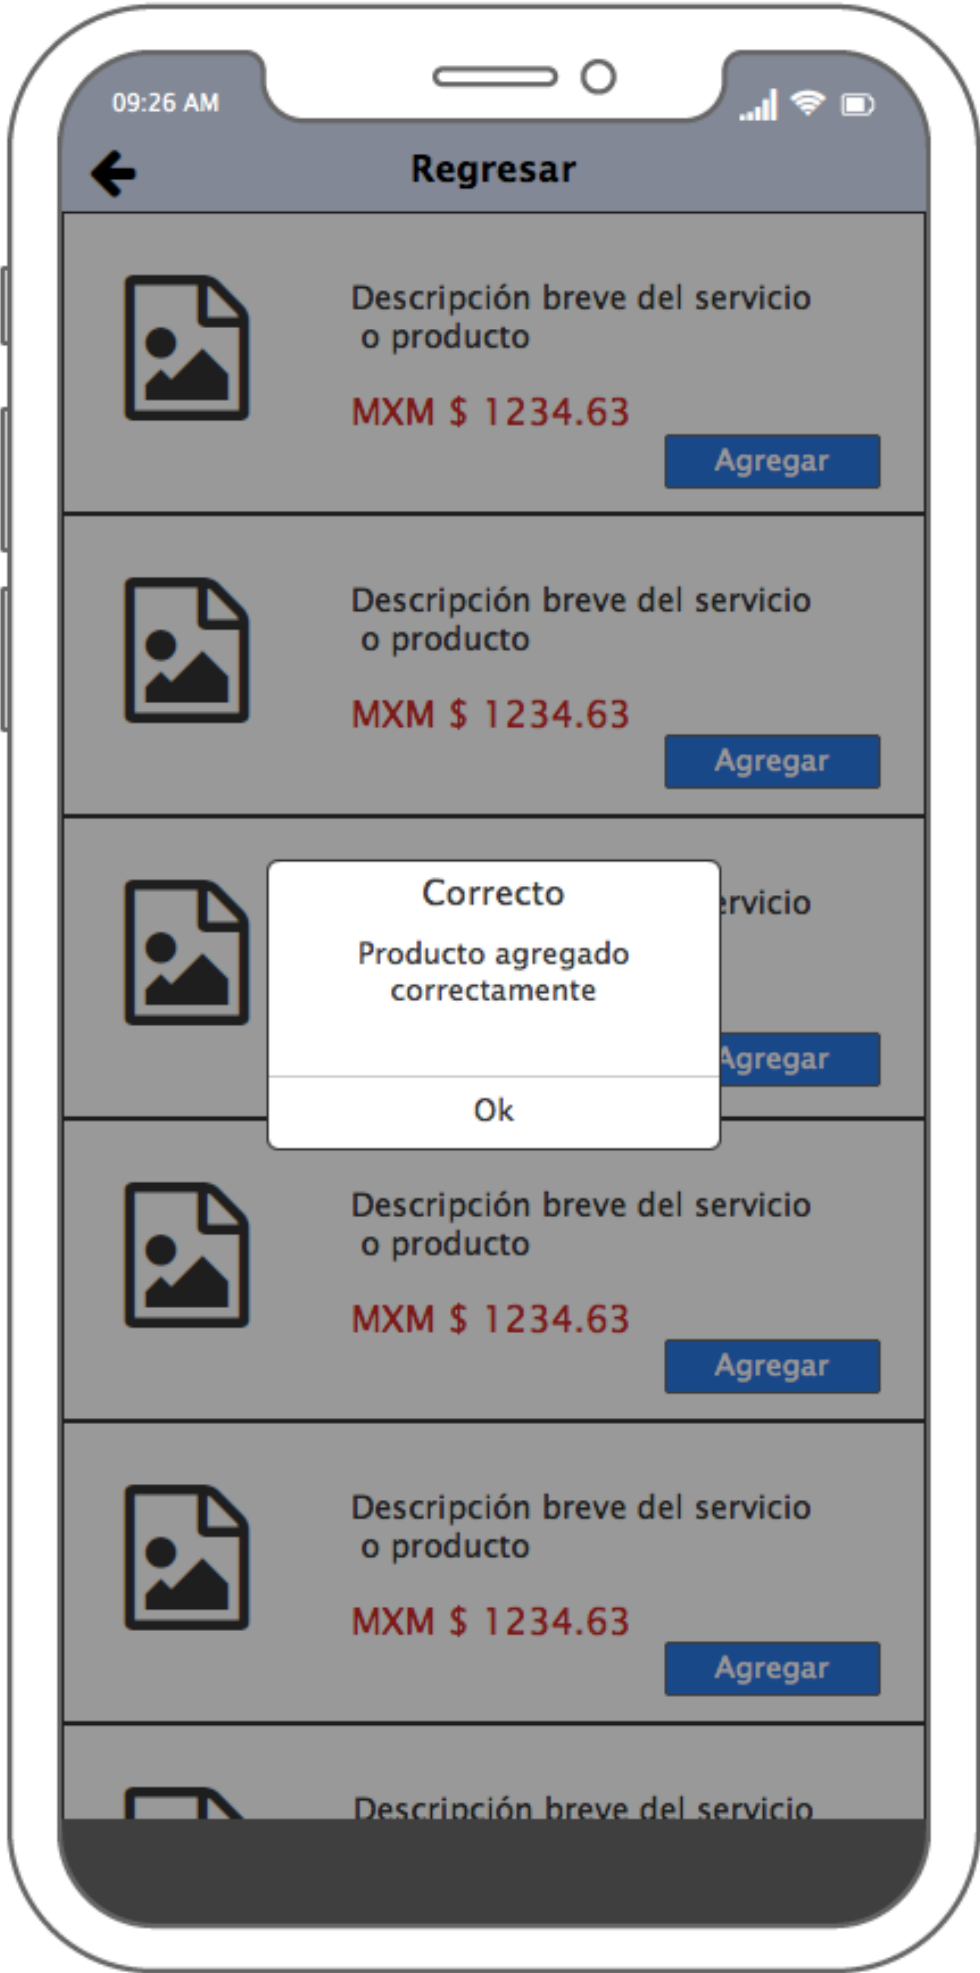 09:26 AM
Regresar
Descripción breve del servicio
o producto
MXM $ 1234.63
Agregar
Descripción breve del servicio
o producto
MXM $ 1234.63
Agregar
Correcto
Producto agregado
correctamente
Ok
Agregar
Descripción breve del servicio
o producto
MXM $ 1234.63
Agregar
Descripción breve del servicio
o producto
MXM $ 1234.63
Agregar
Descripción breve del servicio